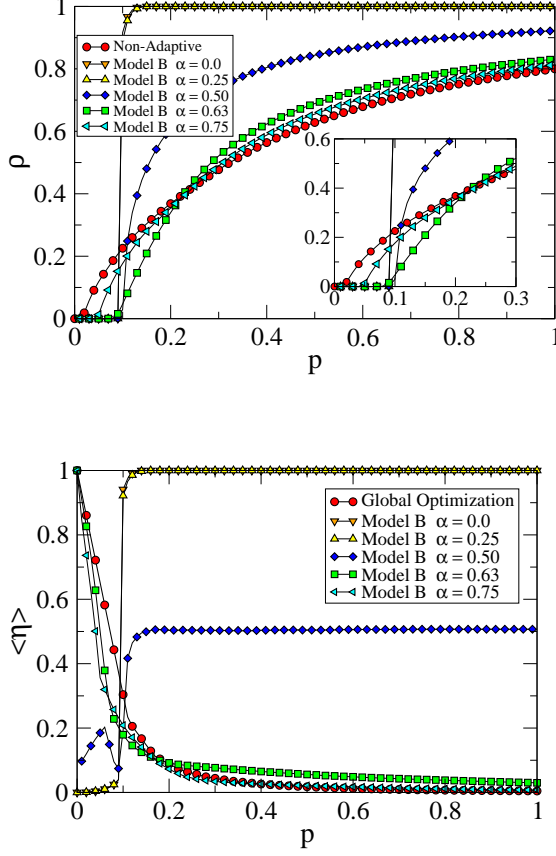 1
0.8
0.6
0.4
0.2
0
ρ
Non-Adaptive
Model B α = 0.0
Model B α = 0.25
Model B α = 0.50
Model B α = 0.63
Model B α = 0.75
0.6
0.4
0.2
0
0 0.1 0.2 0.3
0 0.2 0.4 0.6 0.8 1
p
1
0.8
0.6
0.4
0.2
0
<η>
Global Optimization
Model B α = 0.0
Model B α = 0.25
Model B α = 0.50
Model B α = 0.63
Model B α = 0.75
0 0.2 0.4 0.6 0.8 1
p